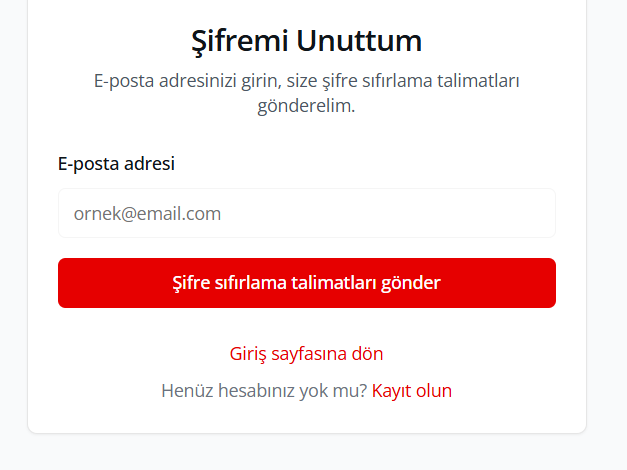 Şifremi Unuttum
E-posta adresinizi girin, size şifre sıfırlama talimatları
gönderelim.
E-posta adresi
ornek@email.com
Şifre sıfırlama talimatları gönder
Giriş sayfasına dön
Henüz hesabınız yok mu? Kayıt olun